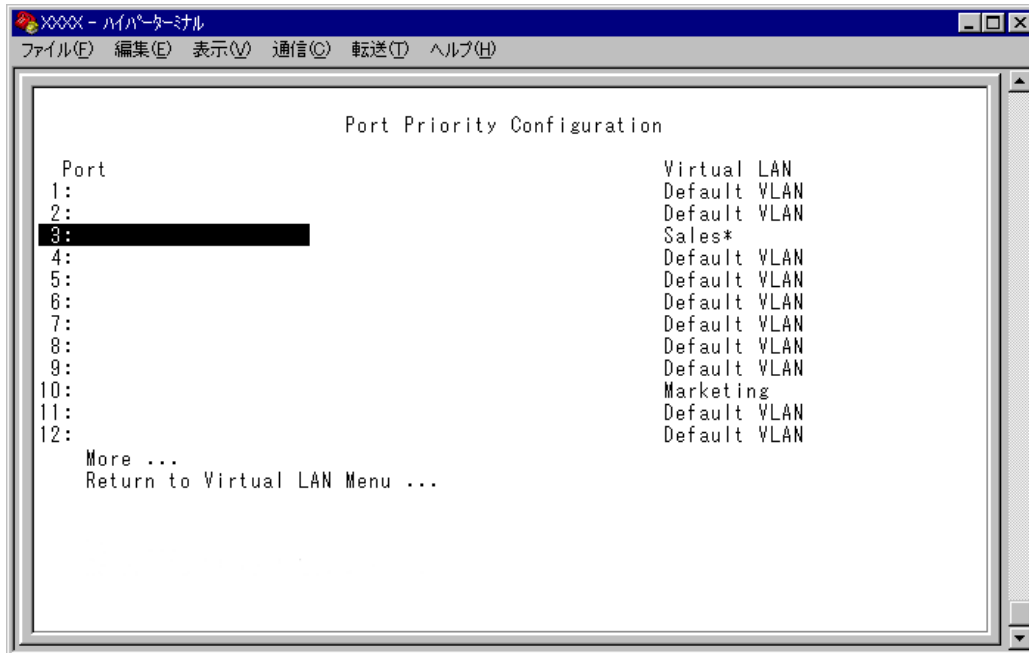 XXXX - ハイパーターミナル
ファイル(F) 編集(E) 表示(V) 通信(C) 転送(T) ヘルプ(H)
Port Priority Configuration
Port Virtual LAN
1: Default VLAN
2: Default VLAN
3: Sales*
4: Default VLAN
5: Default VLAN
6: Default VLAN
7: Default VLAN
8: Default VLAN
9: Default VLAN
10: Marketing
11: Default VLAN
12: Default VLAN
More ...
Return to Virtual LAN Menu ...